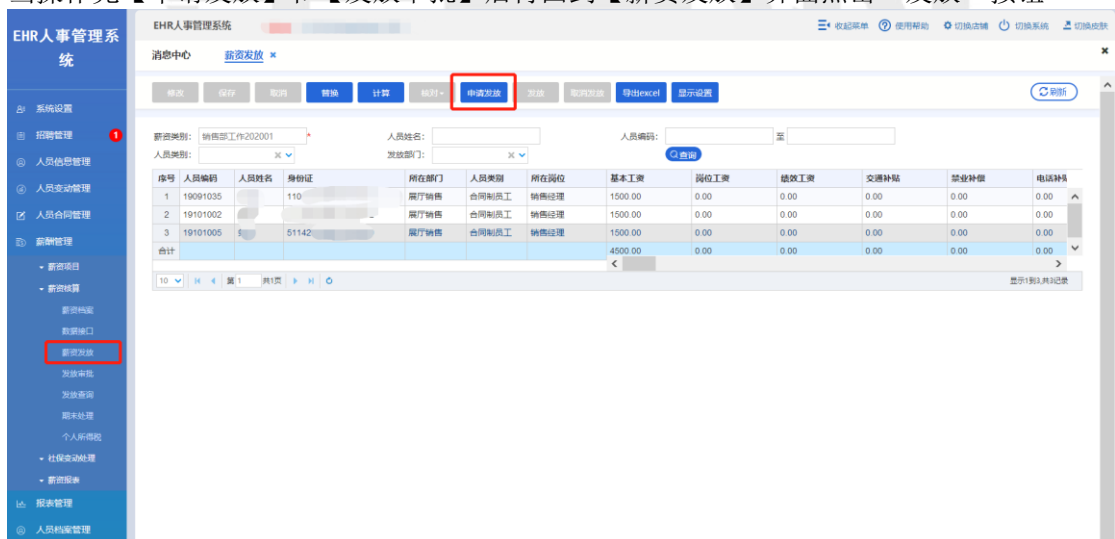 EHR人事管理系统
EHR人事管理系统
收起菜单 使用帮助 切换店铺 切换系统 切换皮肤
消息中心 薪资发放 ×
修改 保存 取消 替换 计算 核对 申请发放 发放 取消发放 导出excel 显示设置 刷新
薪资类别: 销售部工作202001 * 人员姓名: 人员编码: 至
人员类别: 发放部门: 查询
序号 人员编码 人员姓名 身份证 所在部门 人员类别 所在岗位 基本工资 岗位工资 绩效工资 交通补贴 禁业补偿 电话补贴
1 19091035 110 展厅销售 合同制员工 销售经理 1500.00 0.00 0.00 0.00 0.00 0.00
2 19101002 展厅销售 合同制员工 销售经理 1500.00 0.00 0.00 0.00 0.00 0.00
3 19101005 51142 展厅销售 合同制员工 销售经理 1500.00 0.00 0.00 0.00 0.00 0.00
合计 4500.00 0.00 0.00 0.00 0.00 0.00
10 第 1 共1页 显示1到3,共3记录
系统设置
招聘管理 1
人员信息管理
人员变动管理
人员合同管理
薪酬管理
薪资项目
薪资核算
薪资档案
数据接口
薪资发放
发放审批
发放查询
期末处理
个人所得税
社保变动处理
薪资报表
报表管理
人员档案管理